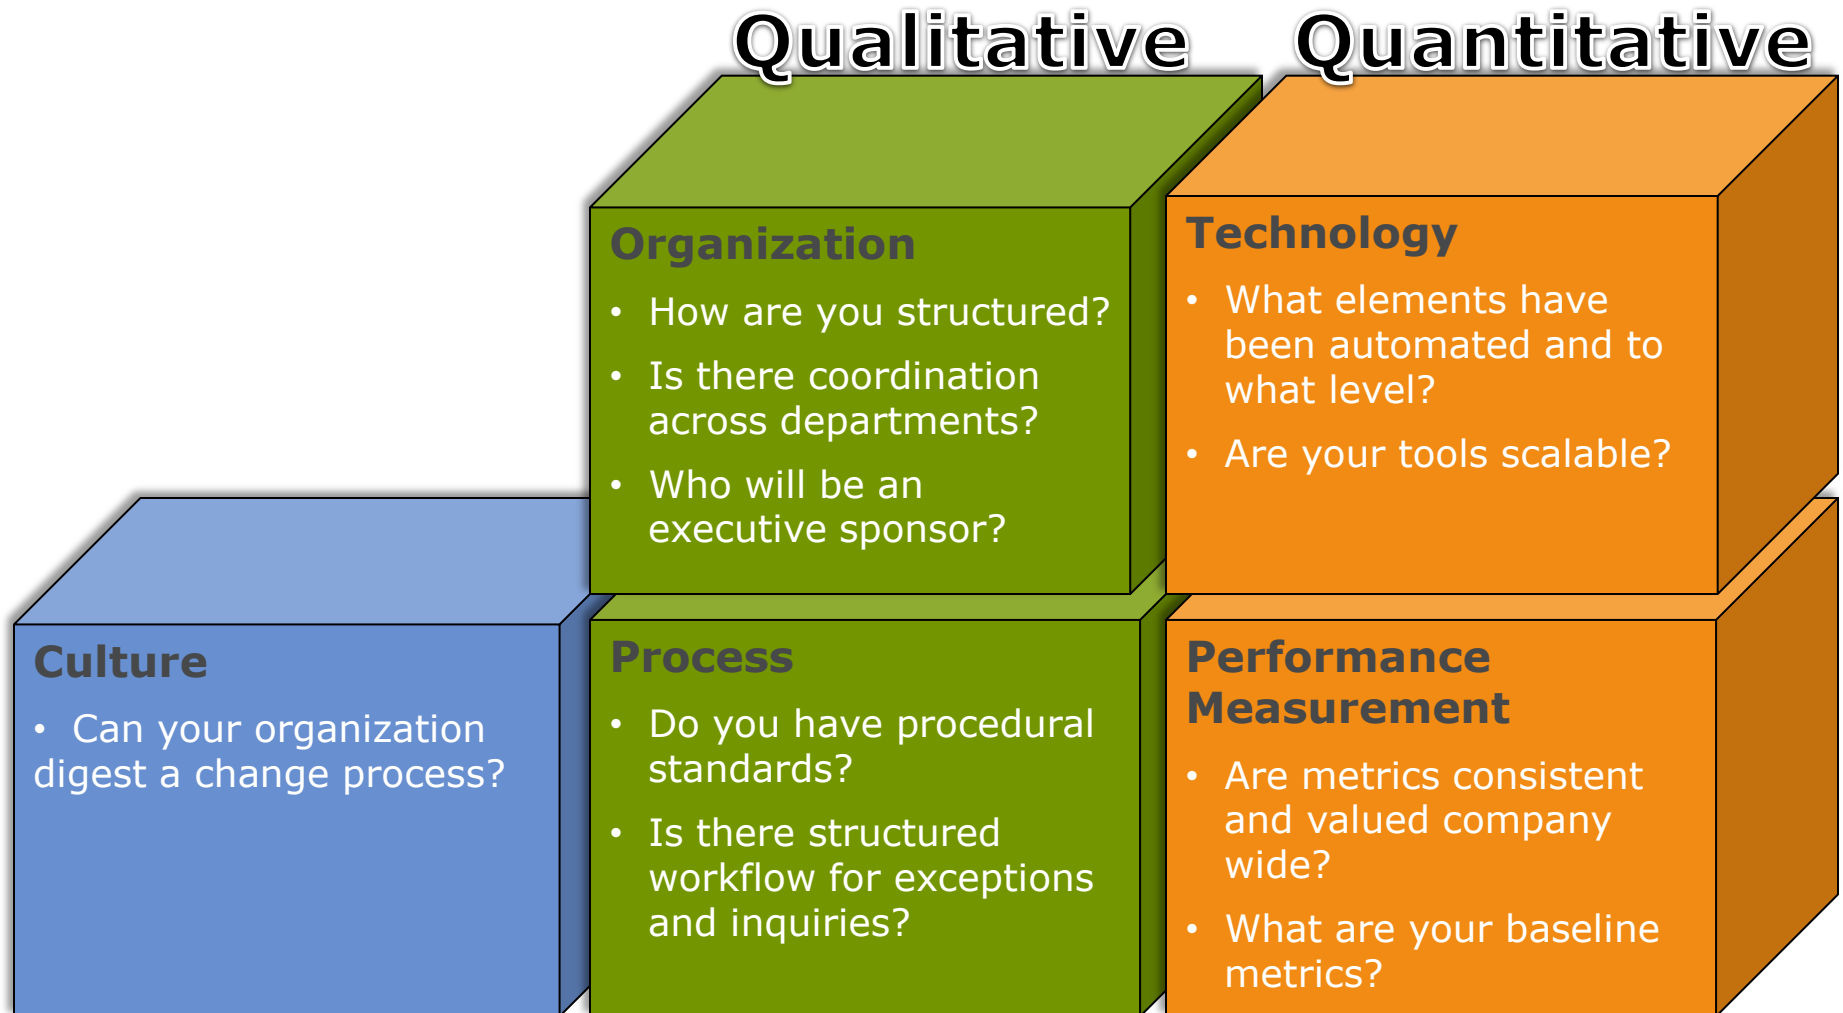 Qualitative
Quantitative
Organization
• How are you structured?
• Is there coordination
across departments?
• Who will be an
executive sponsor?
Technology
• What elements have
been automated and to
what level?
• Are your tools scalable?
Culture
• Can your organization
digest a change process?
Process
• Do you have procedural
standards?
• Is there structured
workflow for exceptions
and inquiries?
Performance
Measurement
• Are metrics consistent
and valued company
wide?
• What are your baseline
metrics?